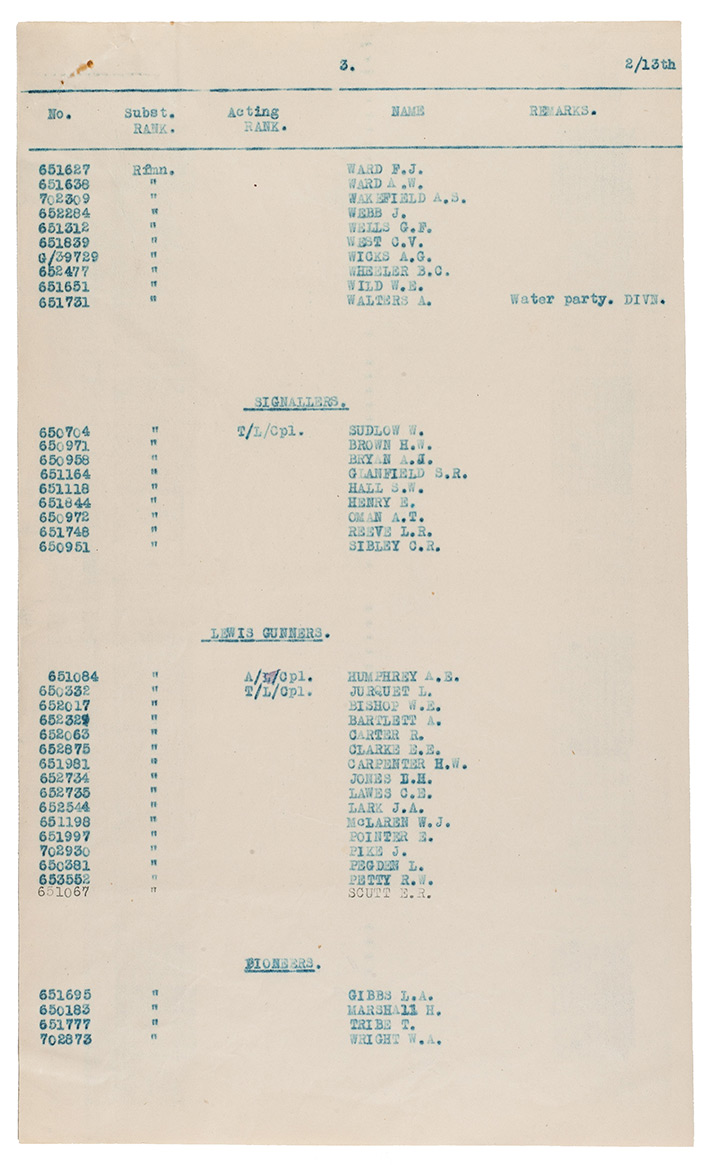 3. 2/13th
No. Subst. Acting NAME REMARKS.
RANK. RANK.
651627 Rfmn. WARD F.J.
651638 " WARD A.W.
702309 " WAKEFIELD A.S.
652284 " WEBB J.
651312 " WELLS G.F.
651839 " WEST C.V.
G/39729 " WICKS A.G.
652477 " WHEELER B.C.
651651 " WILD W.E.
651731 " WALTERS A. Water party. DIVN.
SIGNALLERS.
650704 " T/L/Cpl. SUDLOW W.
650971 " BROWN H.W.
650958 " BRYAN A.J.
651164 " GLANFIELD S.R.
651118 " HALL S.W.
651844 " HENRY E.
650972 " OMAN A.T.
651748 " REEVE L.R.
650951 " SIBLEY C.R.
LEWIS GUNNERS.
651084 " A/L/Cpl. HUMPHREY A.E.
650332 " T/L/Cpl. JURQUET L.
652017 " BISHOP W.E.
652329 " BARTLETT A.
652063 " CARTER R.
652875 " CLARKE E.E.
651981 " CARPENTER H.W.
652734 " JONES E.H.
652735 " LAWES C.E.
652544 " LARK J.A.
651198 " McLAREN W.J.
651997 " POINTER E.
702930 " PIKE J.
650381 " PEGDEN L.
653552 " PETTY R.W.
651067 " SCUTT E.R.
PIONEERS.
651695 " GIBBS L.A.
650183 " MARSHAll H.
651777 " TRIBE T.
702873 " WRIGHT W.A.